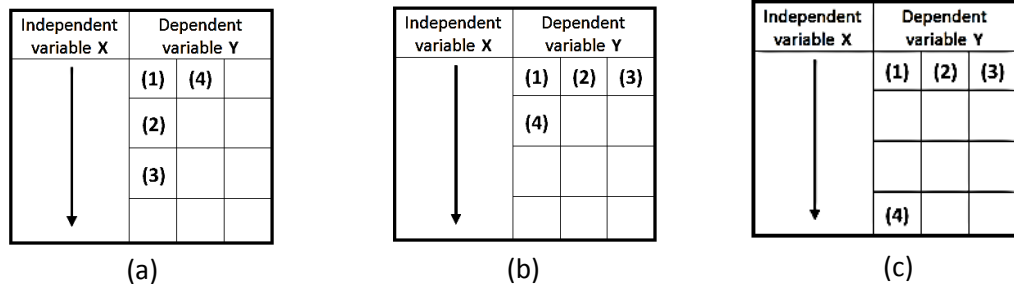 Independent variable X Dependent variable Y
(1) (4)
(2)
(3)
(a)
Independent variable X Dependent variable Y
(1) (2) (3)
(4)
(b)
Independent variable X Dependent variable Y
(1) (2) (3)
(4)
(c)